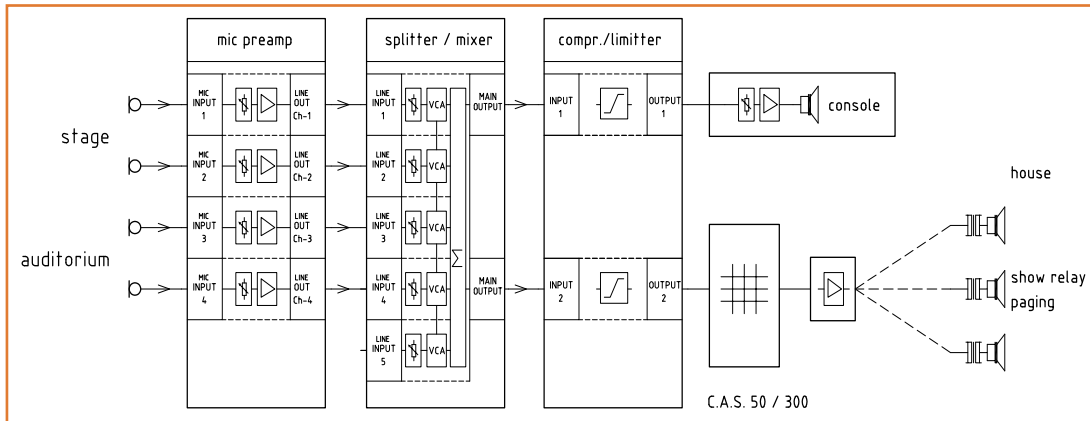 mic preamp
splitter / mixer
compr./limitter
stage
auditorium
MIC
INPUT
1
LINE
OUT
Ch-1
MIC
INPUT
2
LINE
OUT
Ch-2
MIC
INPUT
3
LINE
OUT
Ch-3
MIC
INPUT
4
LINE
OUT
Ch-4
LINE
INPUT
1
VCA
MAIN
OUTPUT
LINE
INPUT
2
VCA
LINE
INPUT
3
VCA
Σ
LINE
INPUT
4
VCA
MAIN
OUTPUT
LINE
INPUT
5
VCA
INPUT
1
OUTPUT
1
INPUT
2
OUTPUT
2
console
house
show relay
paging
C.A.S. 50 / 300